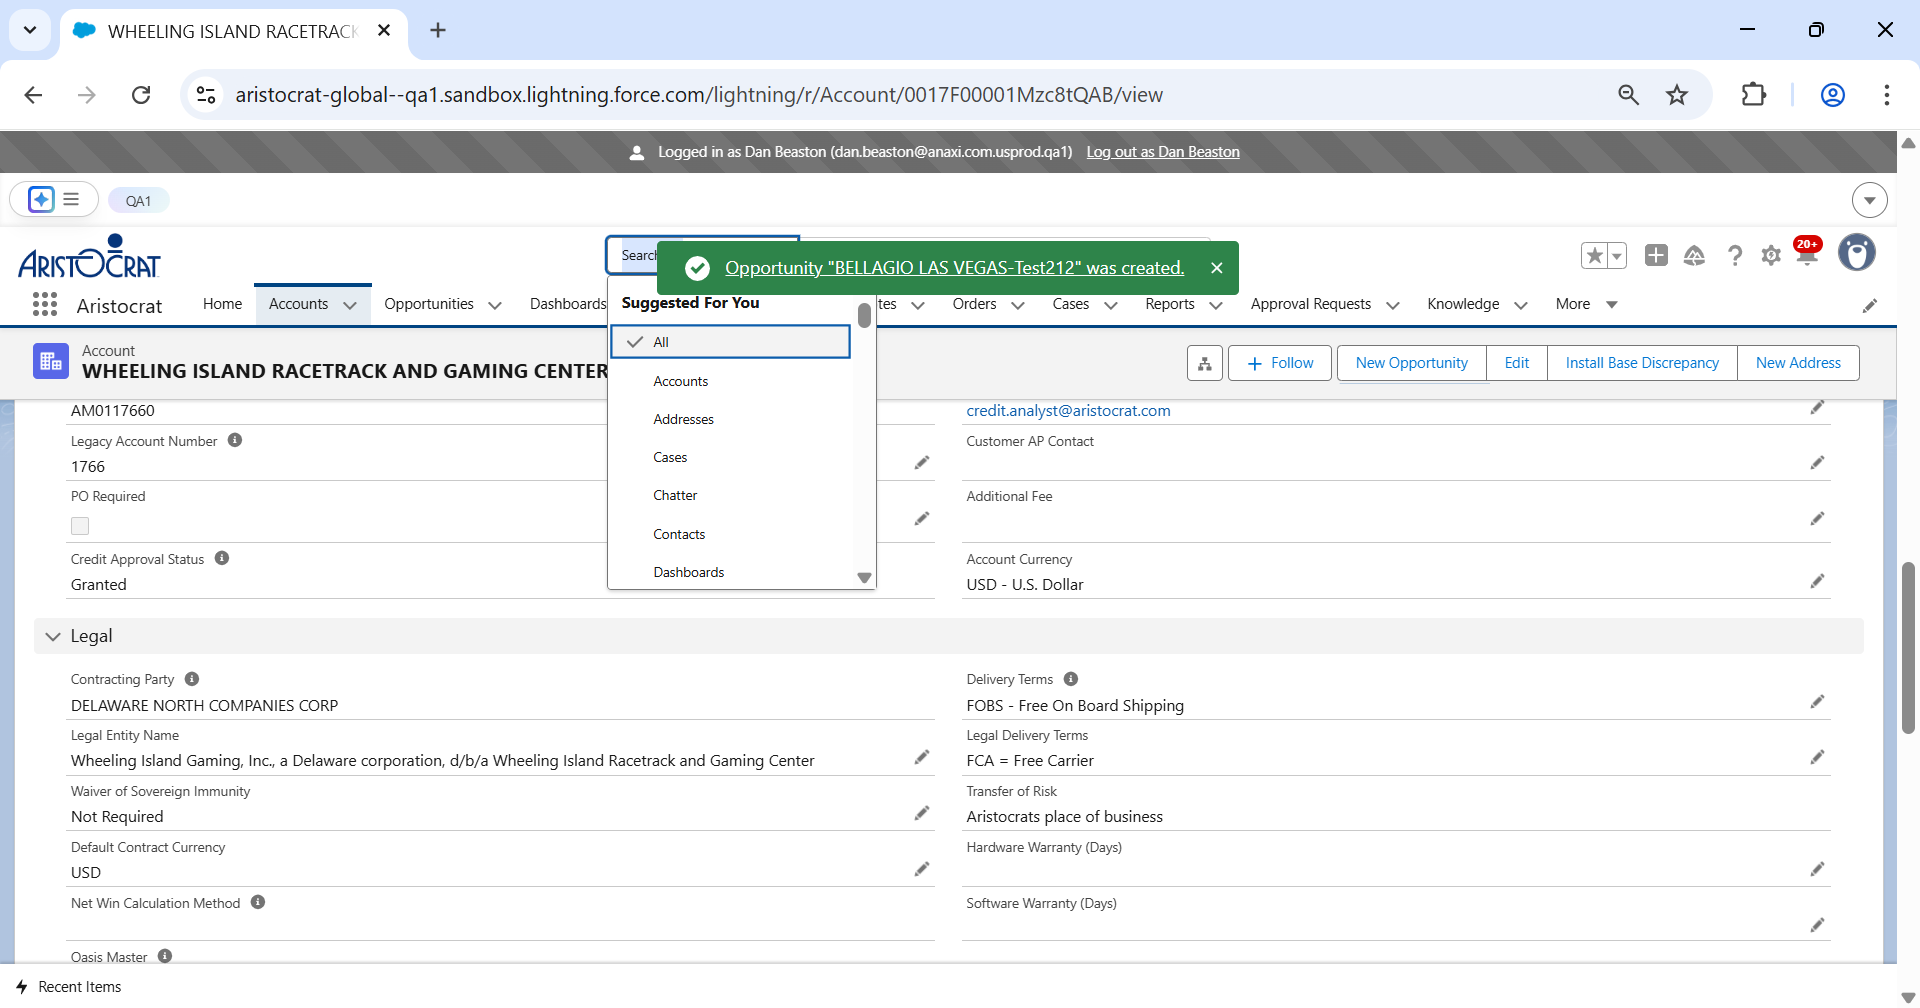 WHEELING ISLAND RACETRACK
aristocrat-global--qa1.sandbox.lightning.force.com/lightning/r/Account/0017F00001Mzc8tQAB/view
Logged in as Dan Beaston (dan.beaston@anaxi.com.usprod.qa1) Log out as Dan Beaston
QA1
ARISTOCRAT
Search
Opportunity "BELLAGIO LAS VEGAS-Test212" was created.
20+
Aristocrat
Home
Accounts
Opportunities
Dashboards
tes
Orders
Cases
Reports
Approval Requests
Knowledge
More
Suggested For You
All
Accounts
Addresses
Cases
Chatter
Contacts
Dashboards
Account
WHEELING ISLAND RACETRACK AND GAMING CENTER
Follow
New Opportunity
Edit
Install Base Discrepancy
New Address
AM0117660
credit.analyst@aristocrat.com
Legacy Account Number
1766
Customer AP Contact
PO Required
Additional Fee
Credit Approval Status
Granted
Account Currency
USD - U.S. Dollar
Legal
Contracting Party
DELAWARE NORTH COMPANIES CORP
Delivery Terms
FOBS - Free On Board Shipping
Legal Entity Name
Wheeling Island Gaming, Inc., a Delaware corporation, d/b/a Wheeling Island Racetrack and Gaming Center
Legal Delivery Terms
FCA = Free Carrier
Waiver of Sovereign Immunity
Not Required
Transfer of Risk
Aristocrats place of business
Default Contract Currency
USD
Hardware Warranty (Days)
Net Win Calculation Method
Software Warranty (Days)
Oasis Master
Recent Items